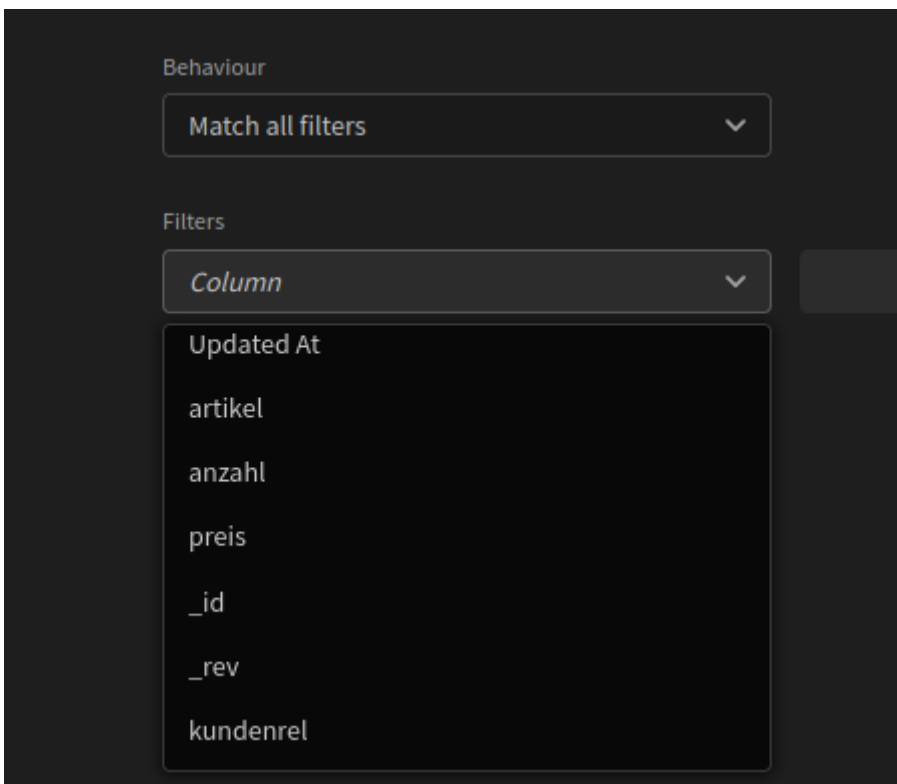 Behaviour
Match all filters
Filters
Column
Updated At
artikel
anzahl
preis
_id
_rev
kundenrel